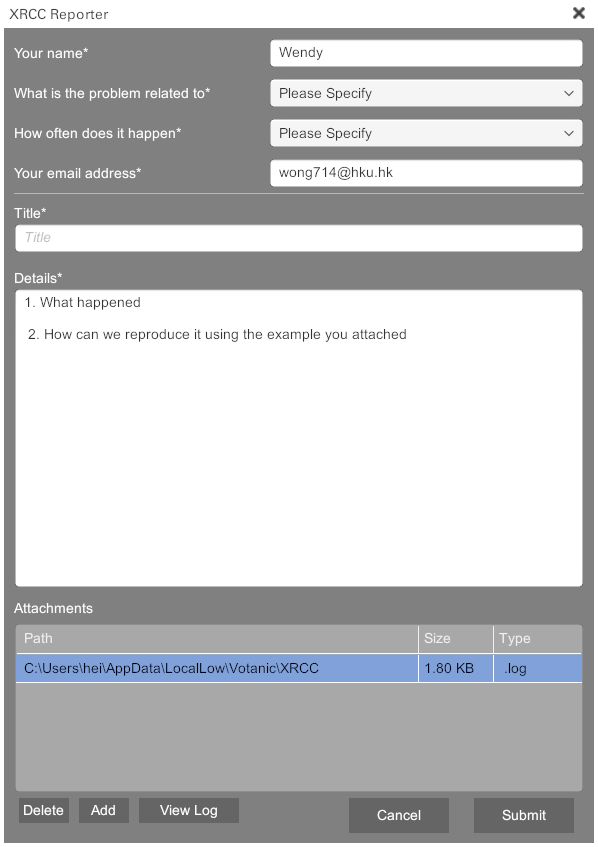 XRCC Reporter
Your name* Wendy
What is the problem related to* Please Specify
How often does it happen* Please Specify
Your email address* wong714@hku.hk
Title*
Title
Details*
1. What happened
2. How can we reproduce it using the example you attached
Attachments
Path Size Type
C:\Users\hei\AppData\LocalLow\Votanic\XRCC 1.80 KB .log
Delete Add View Log Cancel Submit